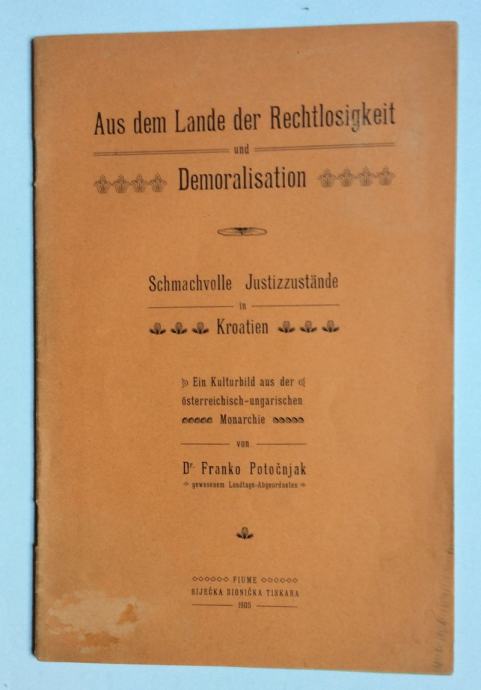 Aus dem Lande der Rechtlosigkeit
und
Demoralisation
Schmachvolle Justizzustände
in
Kroatien
Ein Kulturbild aus der
österreichisch-ungarischen
Monarchie
von
Dr. Franko Potočnjak
gewesenem Landtags-Abgeordneten
FIUME
RIJEČKA DIONIČKA TISKARA
1905